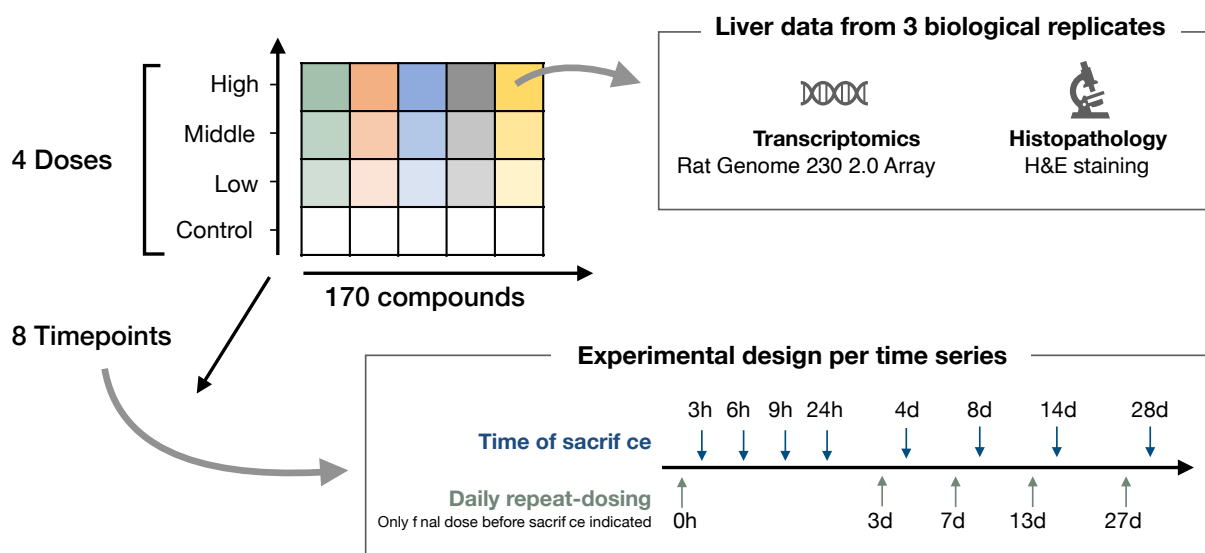 Liver data from 3 biological replicates
High
Middle
Low
Control
4 Doses
Transcriptomics
Rat Genome 230 2.0 Array
Histopathology
H&E staining
170 compounds
8 Timepoints
Experimental design per time series
3h 6h 9h 24h 4d 8d 14d 28d
Time of sacrif ce
Daily repeat-dosing
Only f nal dose before sacrif ce indicated
0h 3d 7d 13d 27d